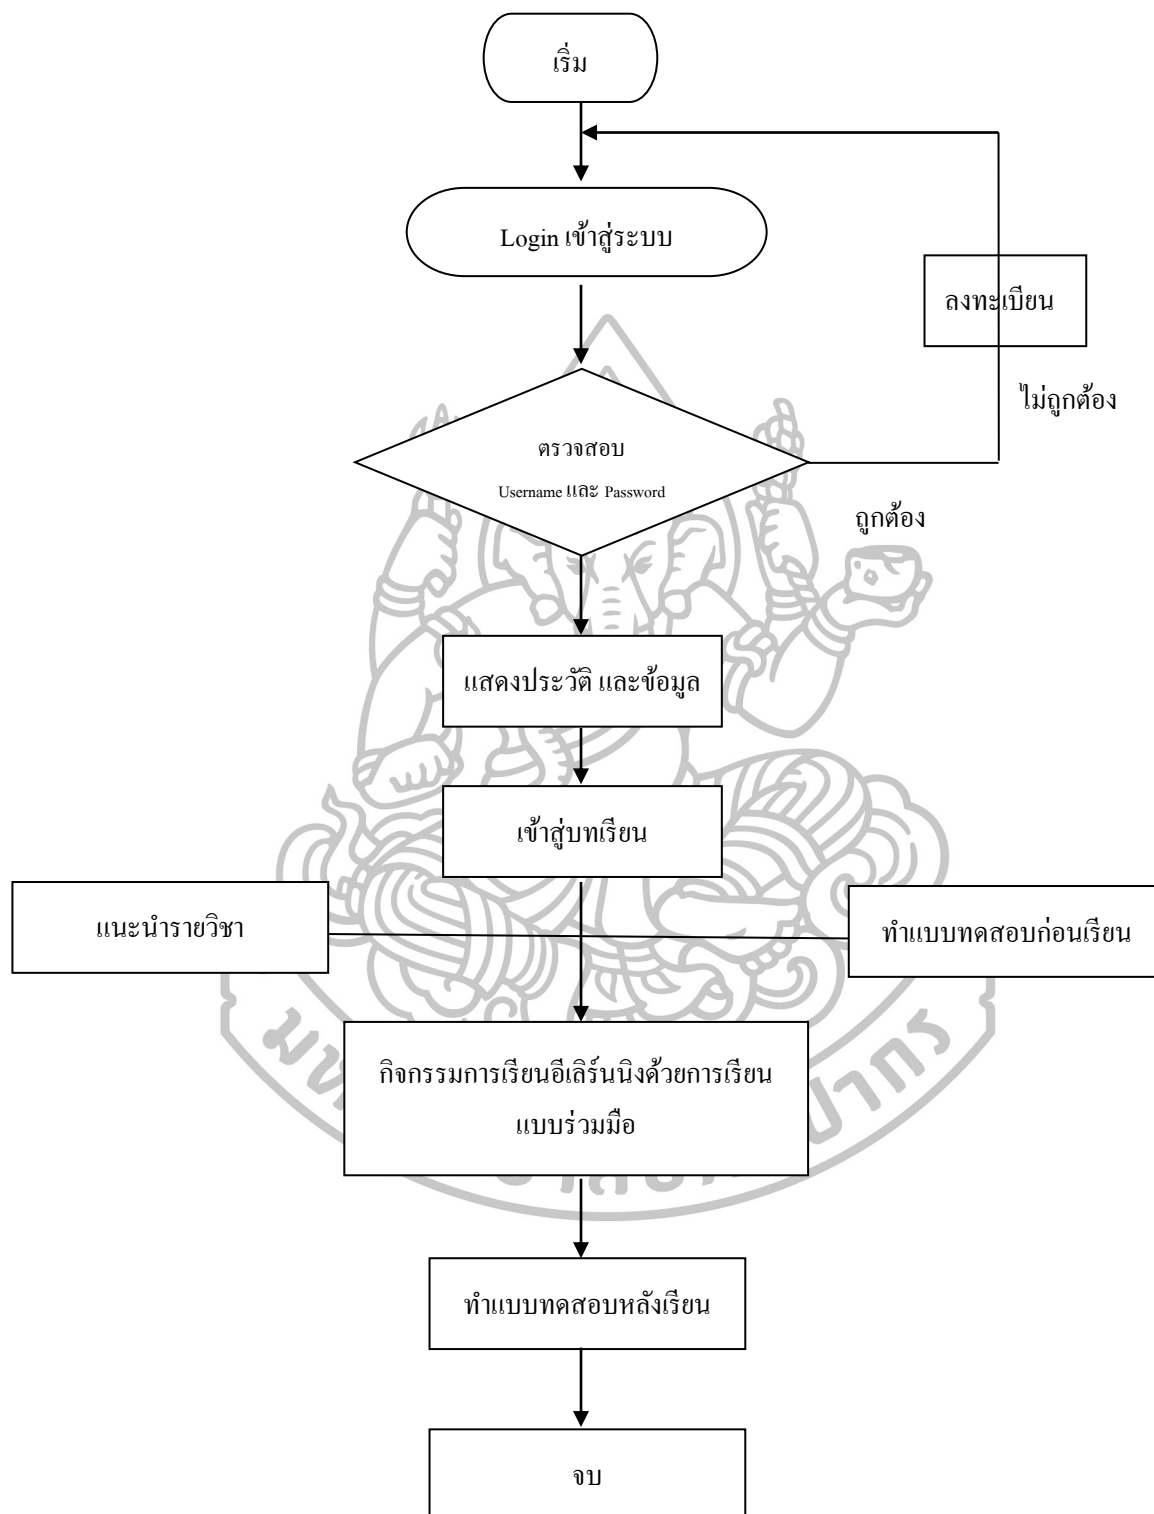 เริ่ม
Login เข้าสู่ระบบ
ลงทะเบียน
ไม่ถูกต้อง
ตรวจสอบ
Username และ Password
ถูกต้อง
แสดงประวัติ และข้อมูล
เข้าสู่บทเรียน
แนะนำรายวิชา
ทำแบบทดสอบก่อนเรียน
กิจกรรมการเรียนอีเลิร์นนิงด้วยการเรียน
แบบร่วมมือ
ทำแบบทดสอบหลังเรียน
จบ